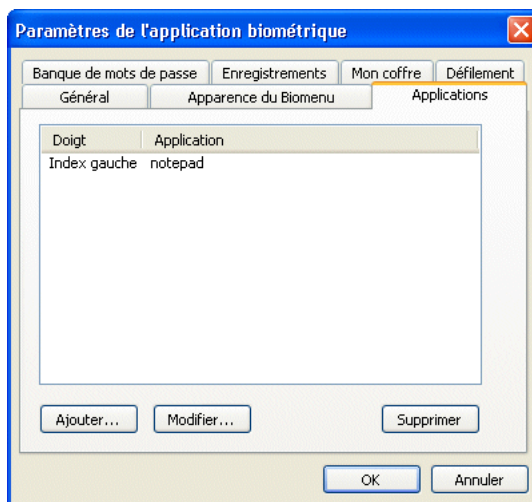 Paramètres de l'application biométrique
Banque de mots de passe Enregistrements Mon coffre Défilement
Général Apparence du Biomenu Applications
Doigt Application
Index gauche notepad
Ajouter... Modifier... Supprimer
OK Annuler